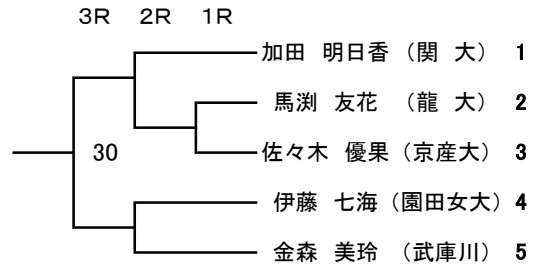 3R 2R 1R
加田 明日香 (関 大) 1
馬渕 友花 (龍 大) 2
30
佐々木 優果 (京産大) 3
伊藤 七海 (園田女大) 4
金森 美玲 (武庫川) 5